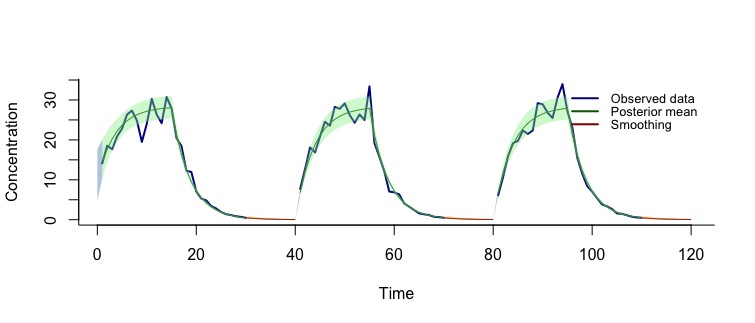 Concentration
30
20
10
0
Observed data
Posterior mean
Smoothing
0 20 40 60 80 100 120
Time